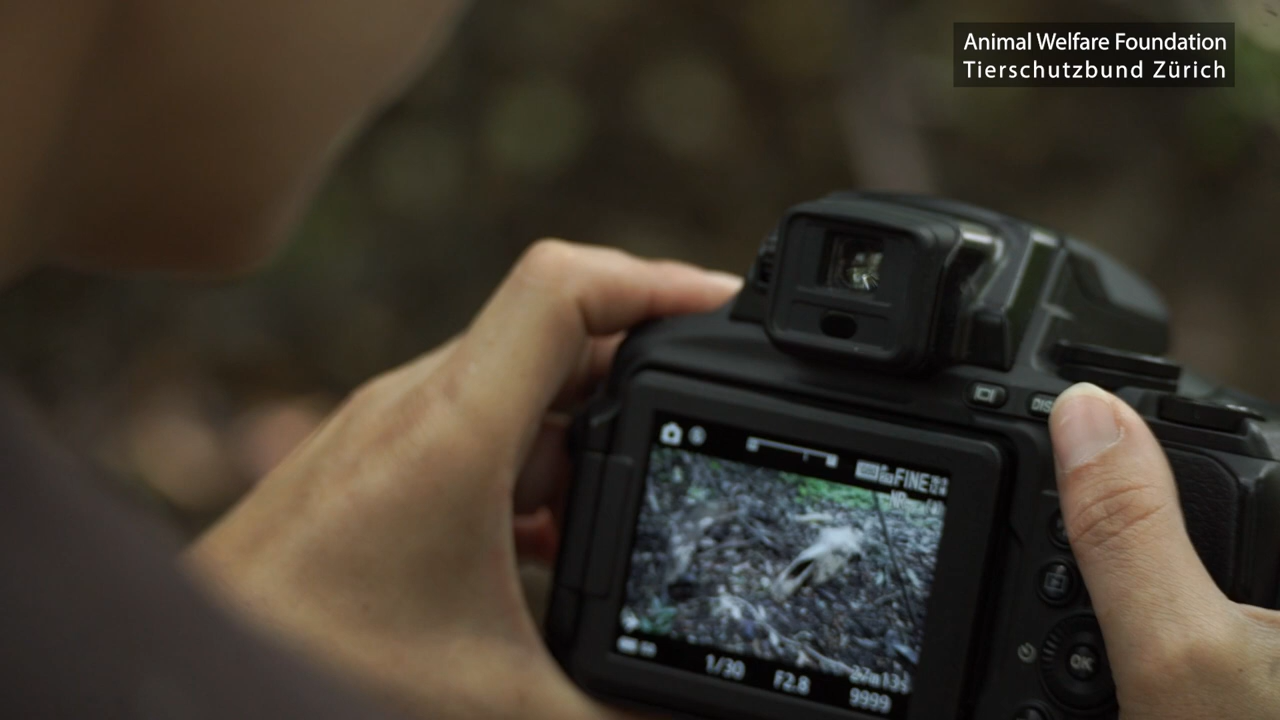 Animal Welfare Foundation
Tierschutzbund Zürich
FINE
1/30 F2.8
9999
OK